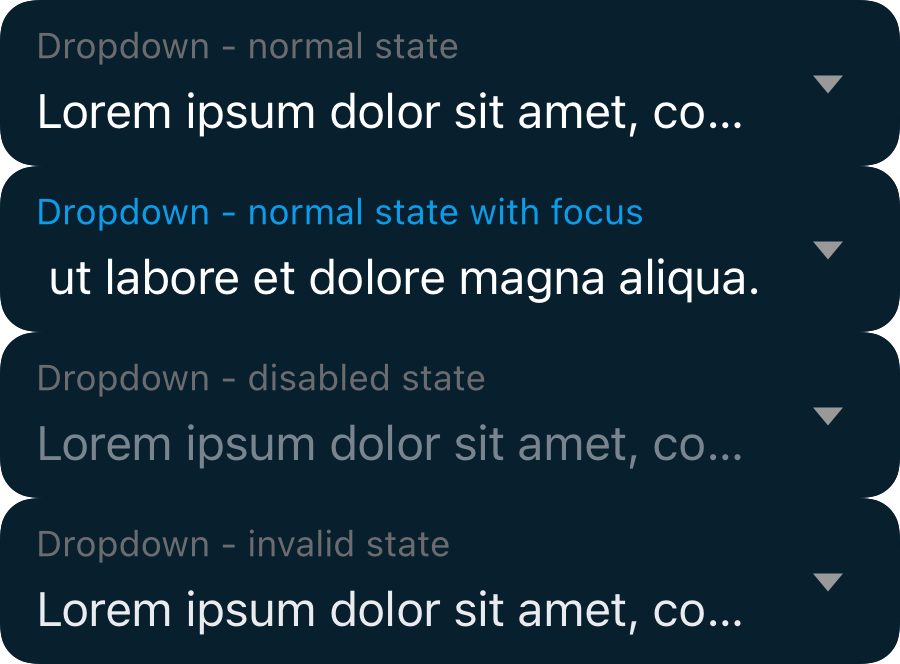 Dropdown - normal state
Lorem ipsum dolor sit amet, co...
Dropdown - normal state with focus
ut labore et dolore magna aliqua.
Dropdown - disabled state
Lorem ipsum dolor sit amet, co...
Dropdown - invalid state
Lorem ipsum dolor sit amet, co...